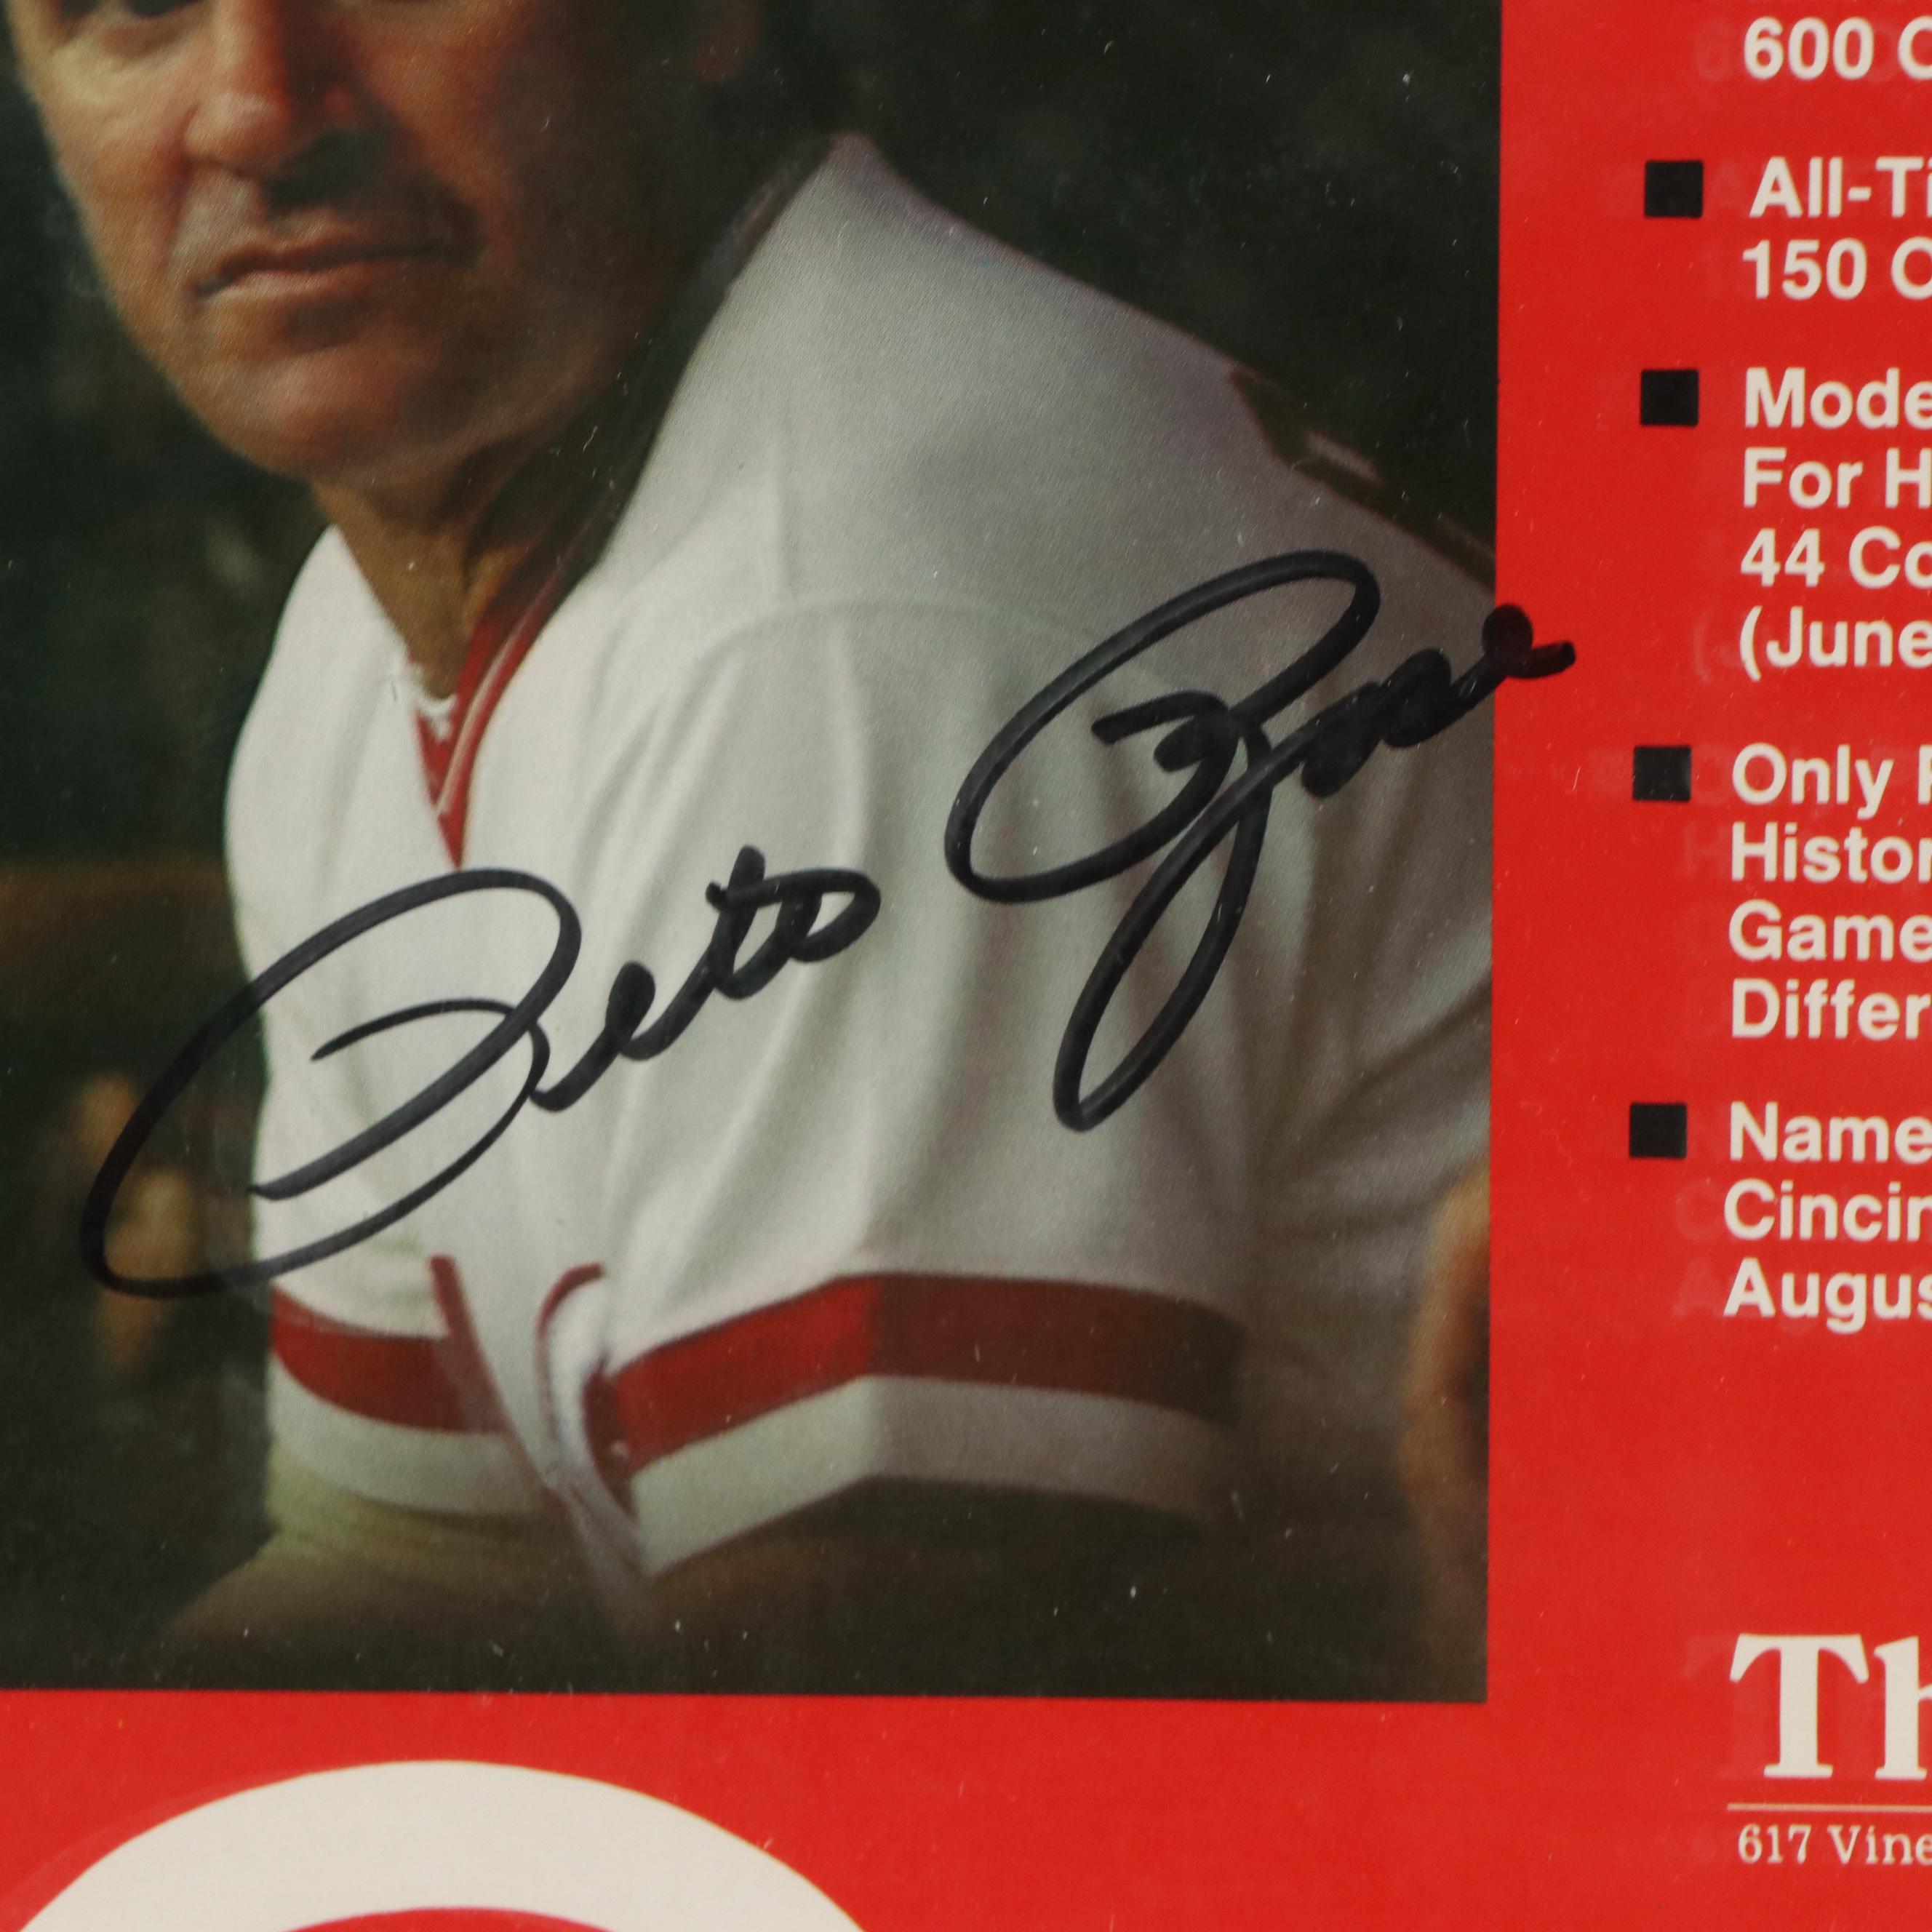 600
All-Ti
150
Mode
For H
44 Co
(June
Only
Histor
Game
Differ
Name
Cincin
Augus
Pete Rose
Th
617 Vine